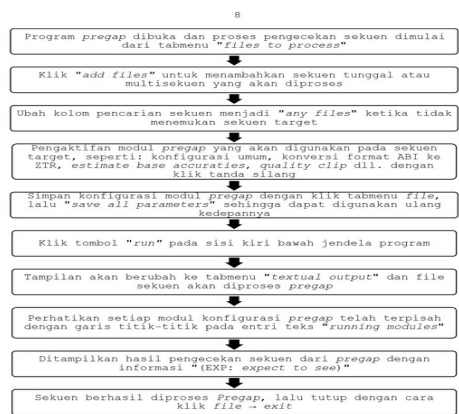 8
Program pregap dibuka dan proses pengecekan sekuen dimulai
dari tabmenu "files to process"
Klik "add files" untuk menambahkan sekuen tunggal atau
multisekuen yang akan diproses
Ubah kolom pencarian sekuen menjadi "any files" ketika tidak
menemukan sekuen target
Pengaktifan modul pregap yang akan digunakan pada sekuen
target, seperti: konfigurasi umum, konversi format ABI ke
ZTR, estimate base accuraties, quality clip dll. dengan
klik tanda silang
Simpan konfigurasi modul pregap dengan klik tabmenu file,
lalu "save all parameters" sehingga dapat digunakan ulang
kedepannya
Klik tombol "run" pada sisi kiri bawah jendela program
Tampilan akan berubah ke tabmenu "textual output" dan file
sekuen akan diproses pregap
Perhatikan setiap modul konfigurasi pregap telah terpisah
dengan garis titik-titik pada entri teks "running modules"
Ditampilkan hasil pengecekan sekuen dari pregap dengan
informasi "(EXP: expect to see)"
Sekuen berhasil diproses Pregap, lalu tutup dengan cara
klik file → exit